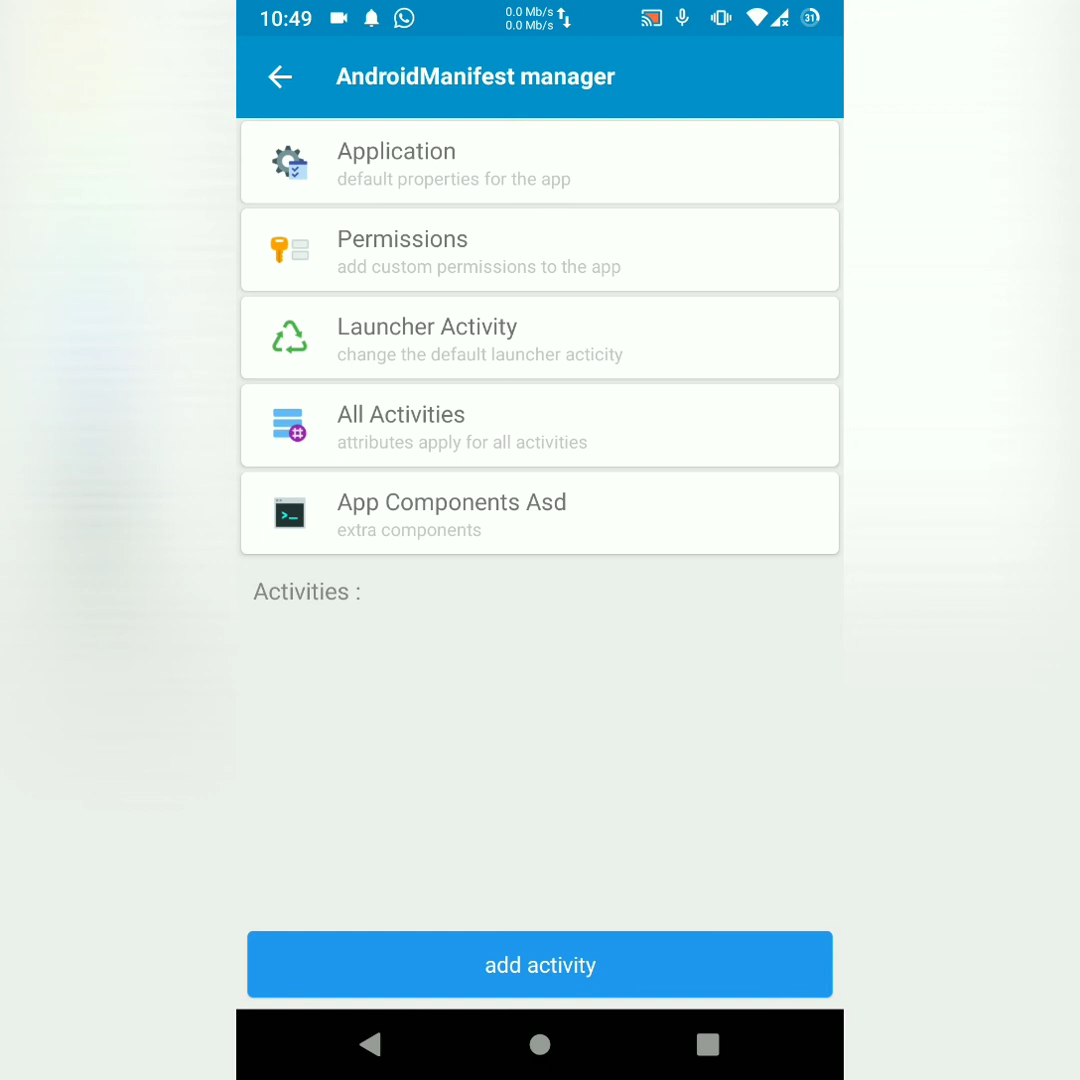 10:49
0.0 Mb/s
0.0 Mb/s
31
AndroidManifest manager
Application
default properties for the app
Permissions
add custom permissions to the app
Launcher Activity
change the default launcher acticity
All Activities
attributes apply for all activities
App Components Asd
extra components
Activities :
add activity